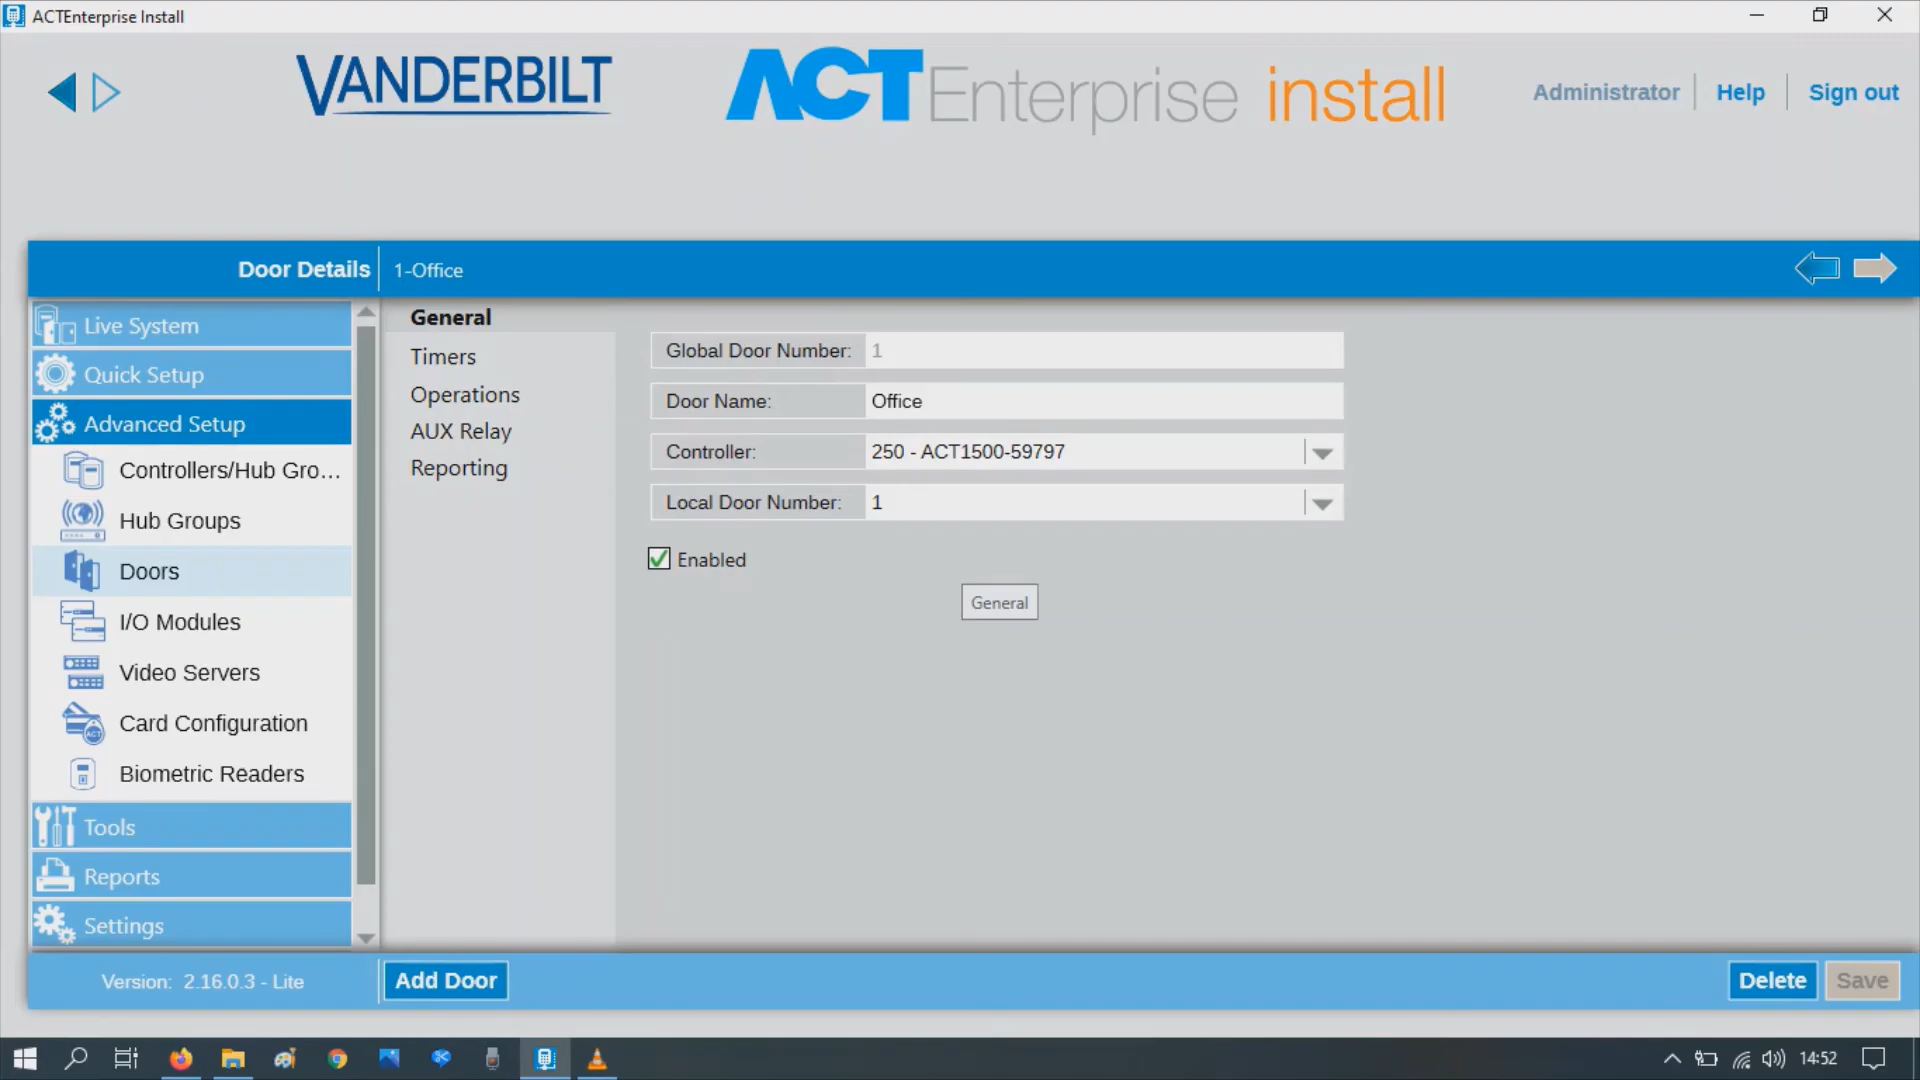 ACTEnterprise Install
VANDERBILT
ACTEnterprise install
Administrator
Help
Sign out
Door Details
1-Office
Live System
Quick Setup
Advanced Setup
Controllers/Hub Gro...
Hub Groups
Doors
I/O Modules
Video Servers
Card Configuration
Biometric Readers
Tools
Reports
Settings
General
Timers
Operations
AUX Relay
Reporting
Global Door Number: 1
Door Name: Office
Controller: 250 - ACT1500-59797
Local Door Number: 1
Enabled
General
Version: 2.16.0.3 - Lite
Add Door
Delete
Save
14:52